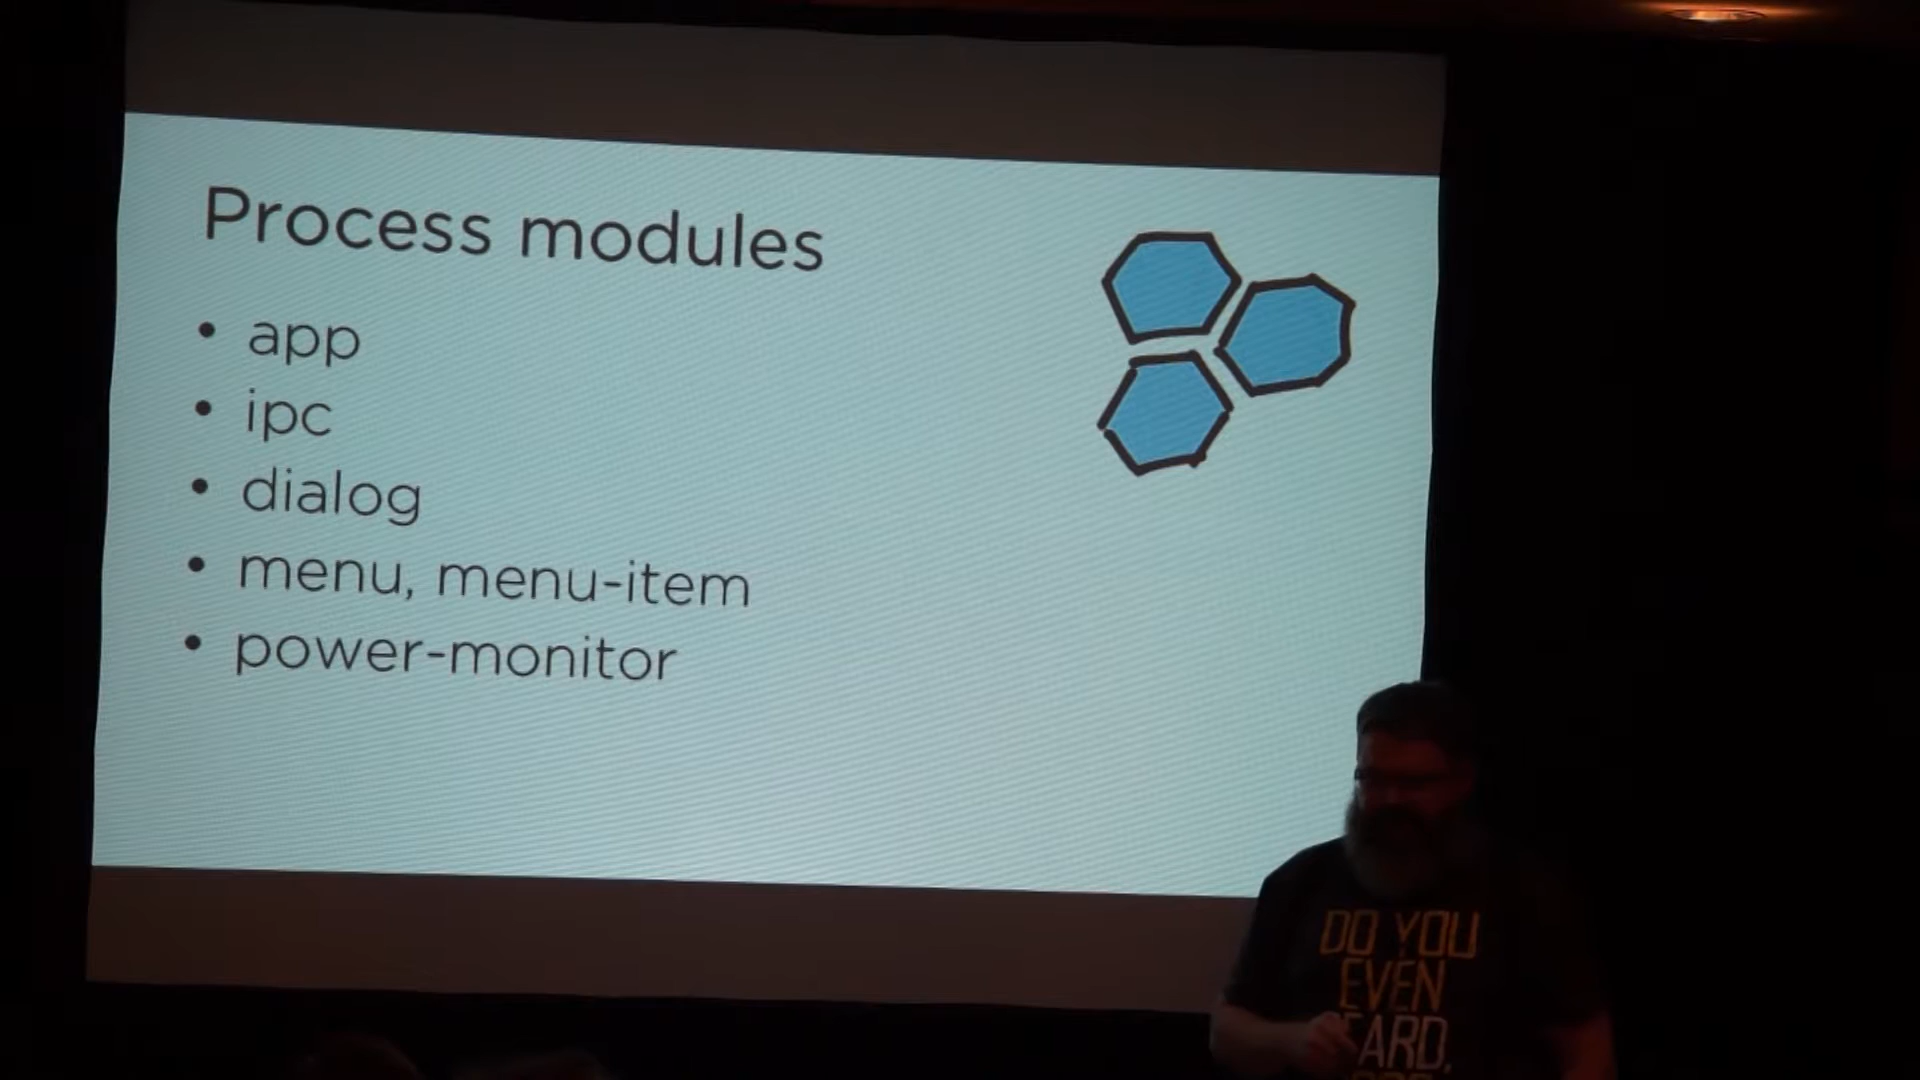 Process modules
• app
• ipc
• dialog
• menu, menu-item
• power-monitor
DO YOU
EVEN